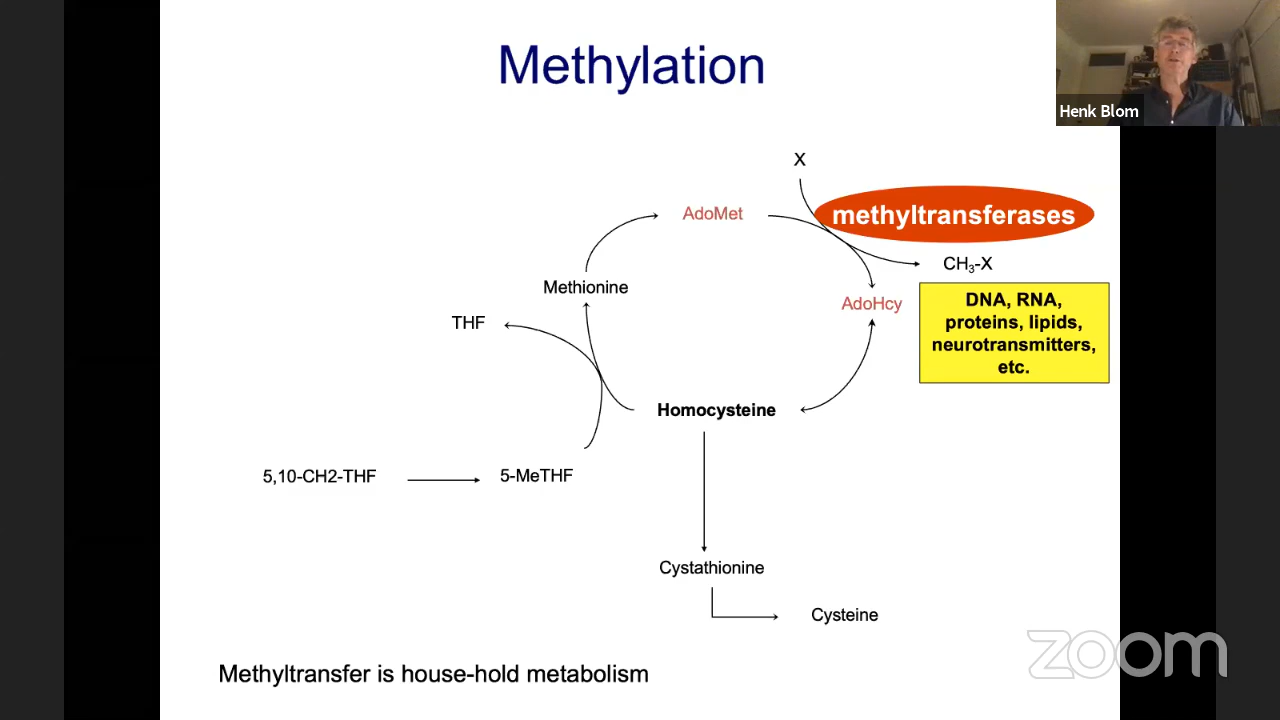 Methylation
Henk Blom
X
AdoMet
methyltransferases
CH₃-X
Methionine
AdoHcy
DNA, RNA,
proteins, lipids,
neurotransmitters,
etc.
THF
Homocysteine
5,10-CH2-THF
5-MeTHF
Cystathionine
Cysteine
Methyltransfer is house-hold metabolism
zoom